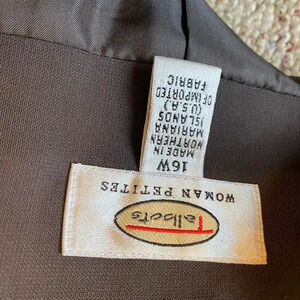 Talbots
WOMAN PETITES
16W
MADE IN
NORTHERN
MARIANA
ISLANDS
(U.S.A.)
OF IMPORTED
FABRIC